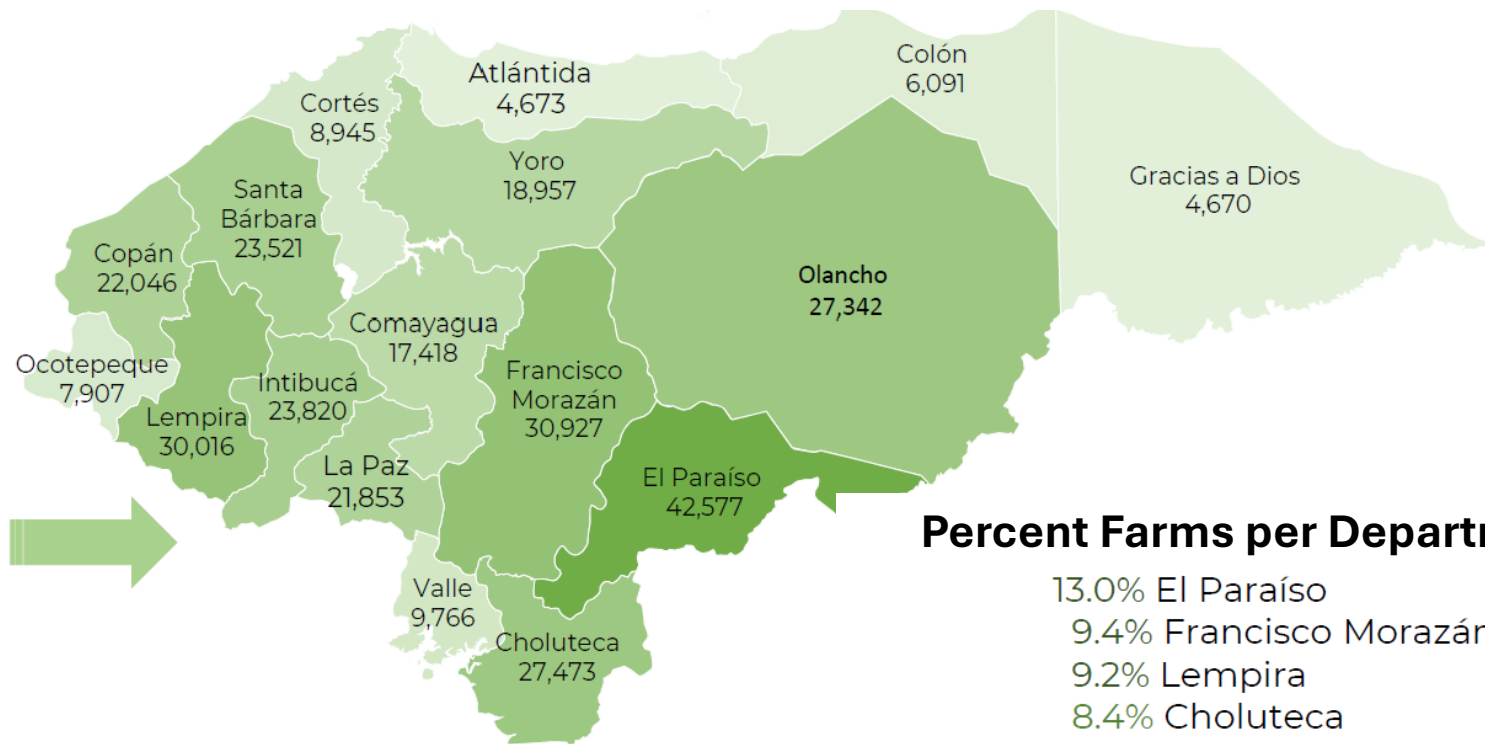 Atlántida
4,673
Colón
6,091
Cortés
8,945
Yoro
18,957
Gracias a Dios
4,670
Santa
Bárbara
23,521
Copán
22,046
Olancho
27,342
Comayagua
17,418
Ocotepeque
7,907
Intibucá
23,820
Francisco
Morazán
30,927
Lempira
30,016
La Paz
21,853
El Paraíso
42,577
Valle
9,766
Choluteca
27,473
Percent Farms per Departm
13.0% El Paraíso
9.4% Francisco Morazán
9.2% Lempira
8.4% Choluteca